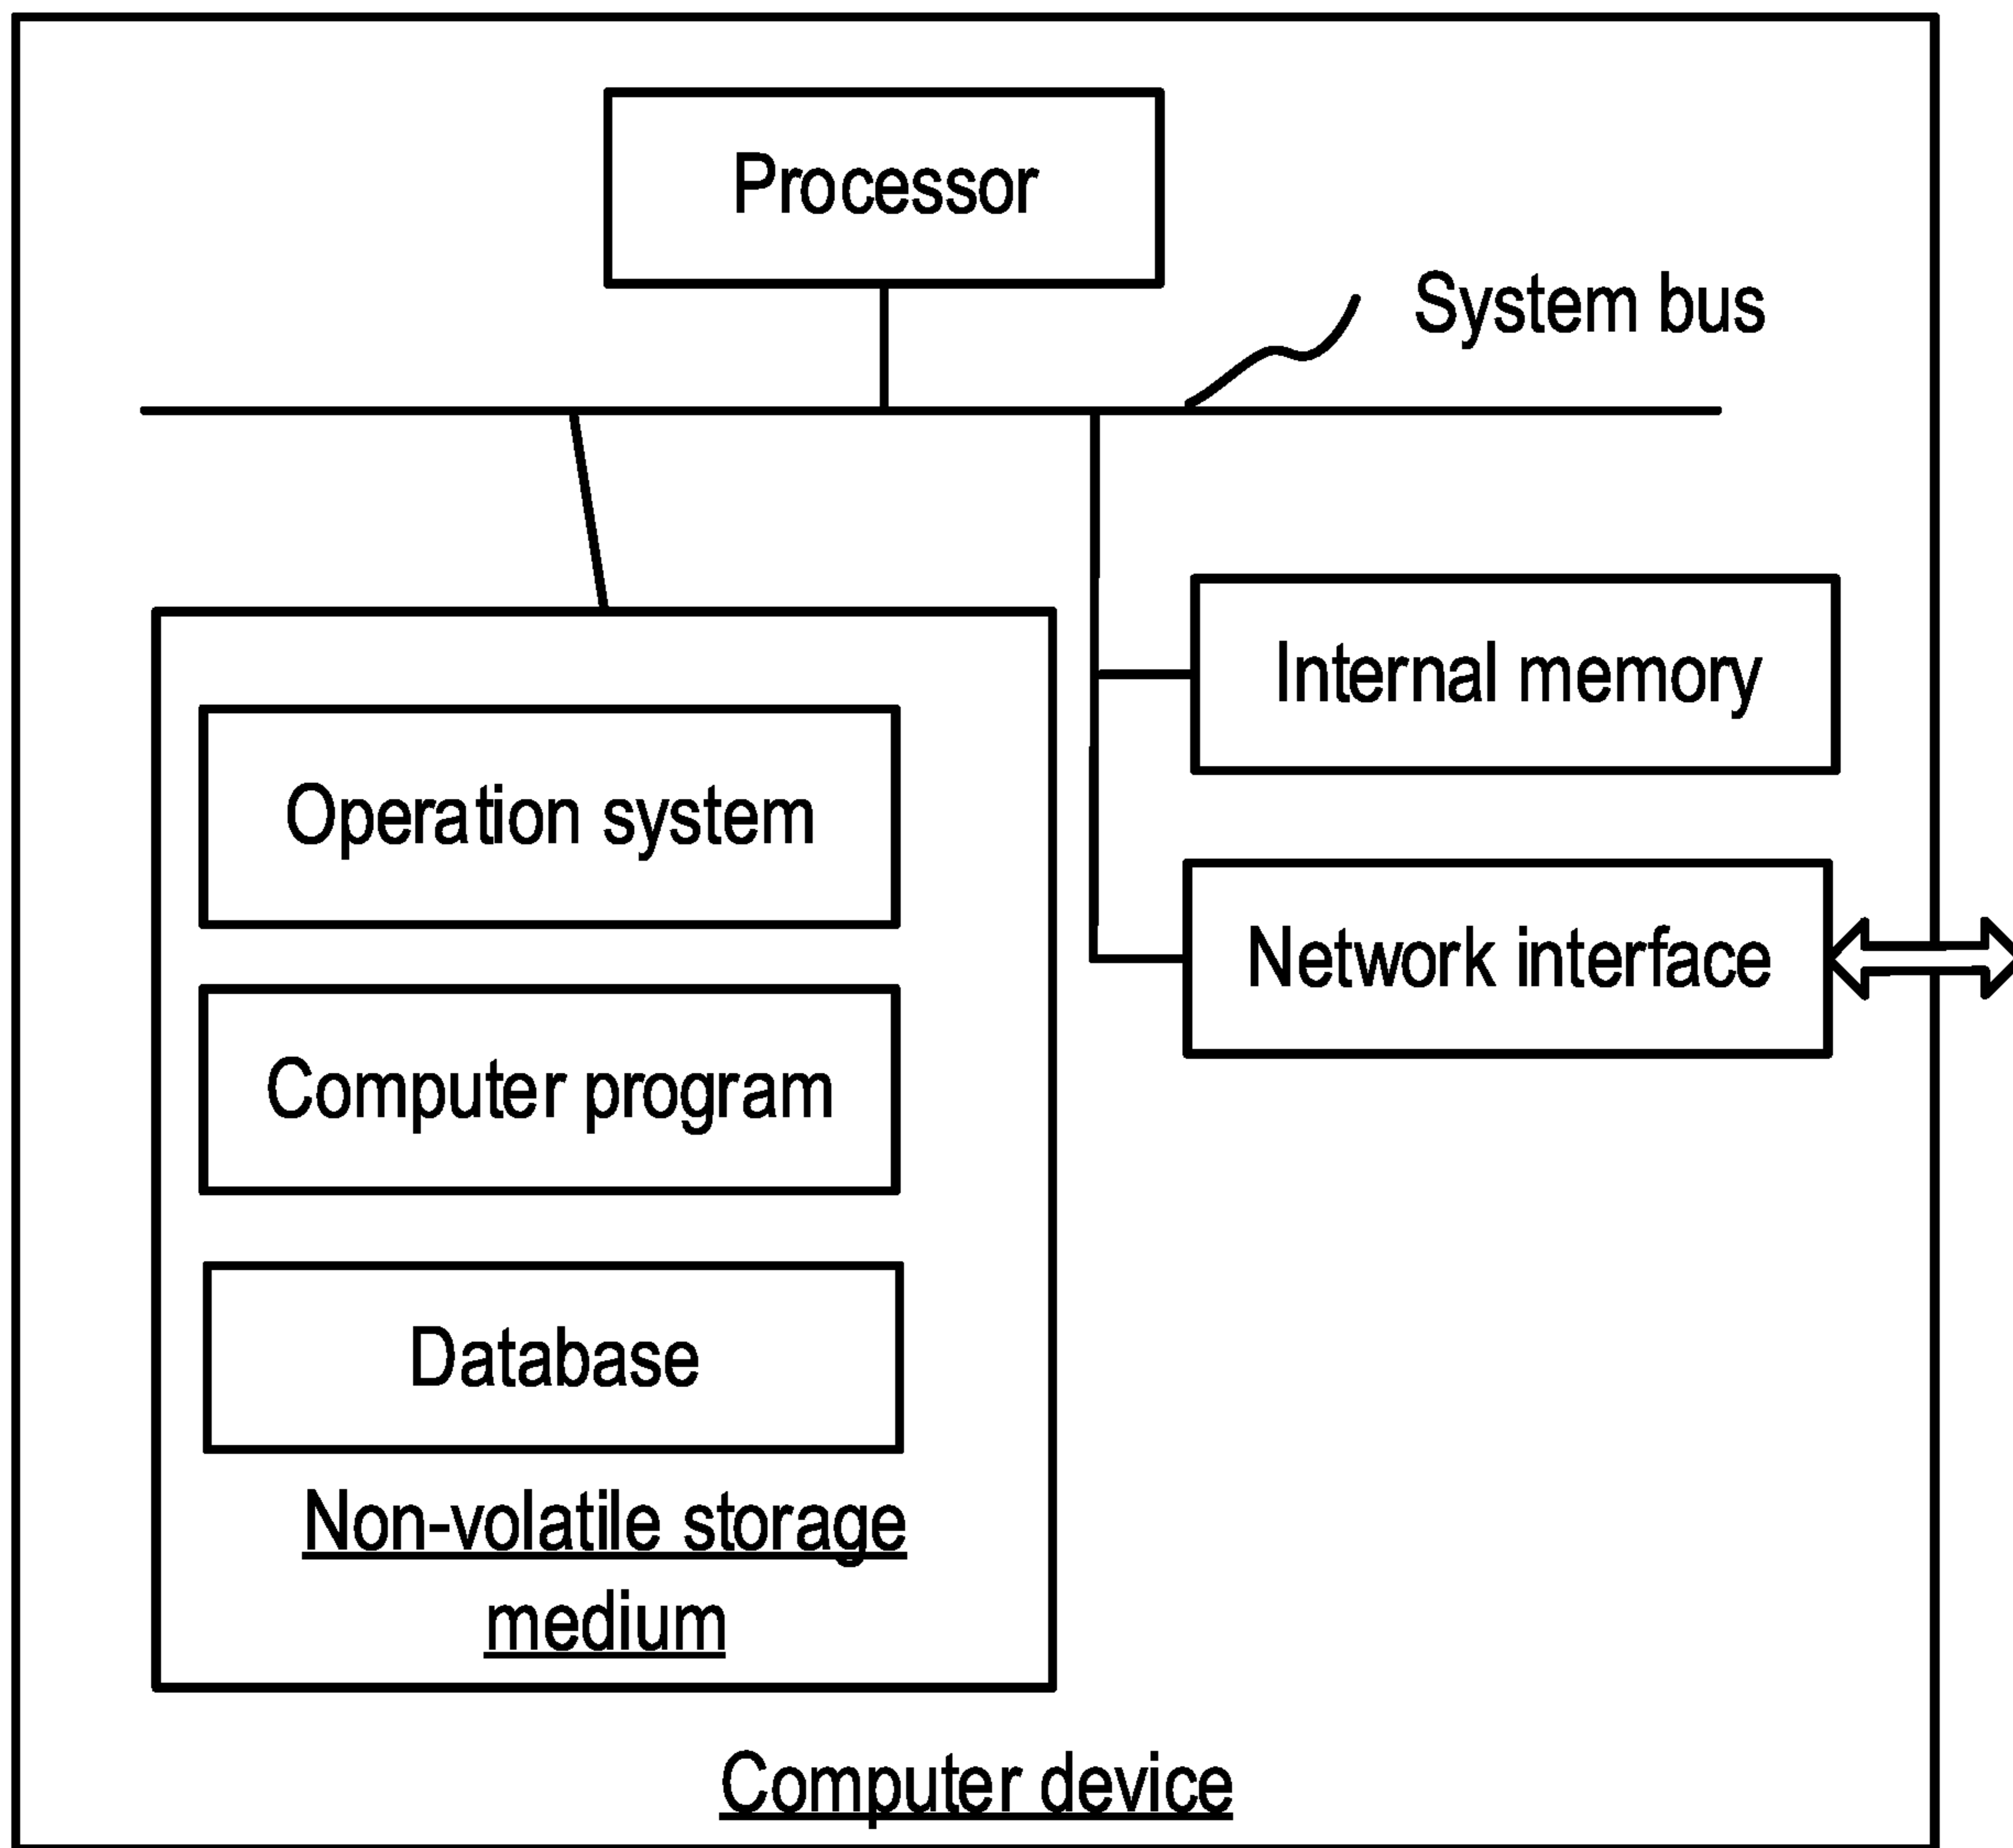 Processor
System bus
Internal memory
Operation system
Network interface
Computer program
Database
Non-volatile storage
medium
Computer device